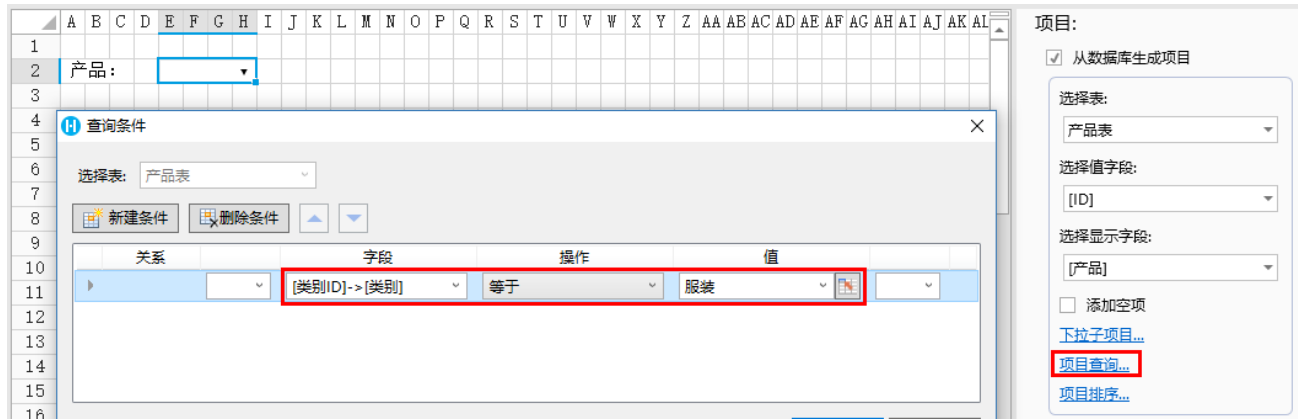 A B C D E F G H I J K L M N O P Q R S T U V W X Y Z AA AB AC AD AE AF AG AH AI AJ AK AL
1
2 产品：
3
4
5
6
7
8
9
10
11
12
13
14
15
16
查询条件
选择表: 产品表
新建条件 删除条件
关系 字段 操作 值
[类别ID]->[类别] 等于 服装
项目:
从数据库生成项目
选择表:
产品表
选择值字段:
[ID]
选择显示字段:
[产品]
添加空项
下拉子项目...
项目查询...
项目排序...